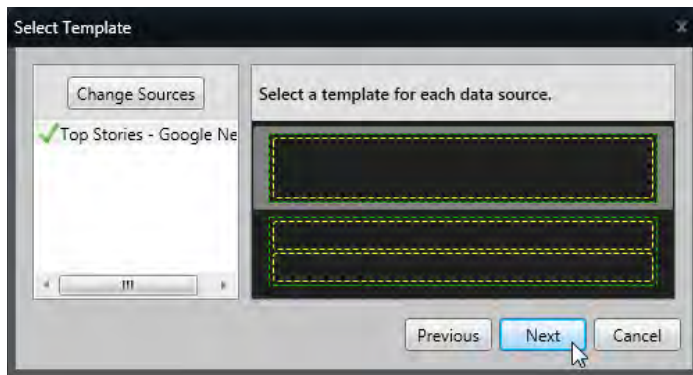 Select Template
Change Sources
Select a template for each data source.
Top Stories - Google Ne
Previous
Next
Cancel